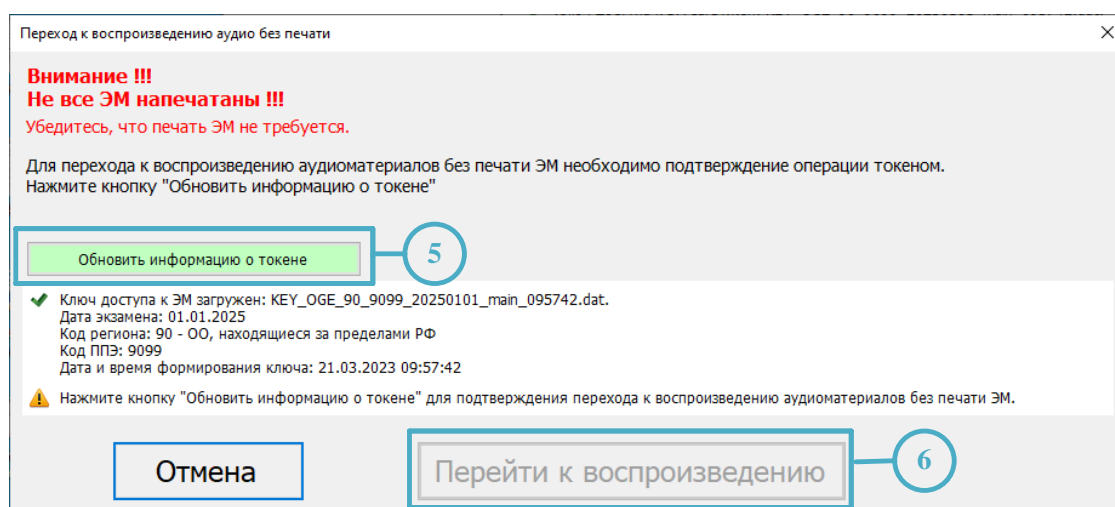 Переход к воспроизведению аудио без печати
Внимание !!!
Не все ЭМ напечатаны !!!
Убедитесь, что печать ЭМ не требуется.
Для перехода к воспроизведению аудиоматериалов без печати ЭМ необходимо подтверждение операции токеном.
Нажмите кнопку "Обновить информацию о токене"
Обновить информацию о токене
5
Ключ доступа к ЭМ загружен: KEY_OGE_90_9099_20250101_main_095742.dat.
Дата экзамена: 01.01.2025
Код региона: 90 - ОО, находящиеся за пределами РФ
Код ППЭ: 9099
Дата и время формирования ключа: 21.03.2023 09:57:42
Нажмите кнопку "Обновить информацию о токене" для подтверждения перехода к воспроизведению аудиоматериалов без печати ЭМ.
Отмена
Перейти к воспроизведению
6